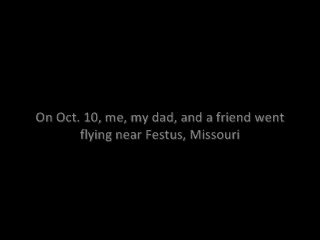 On Oct. 10, me, my dad, and a friend went
flying near Festus, Missouri